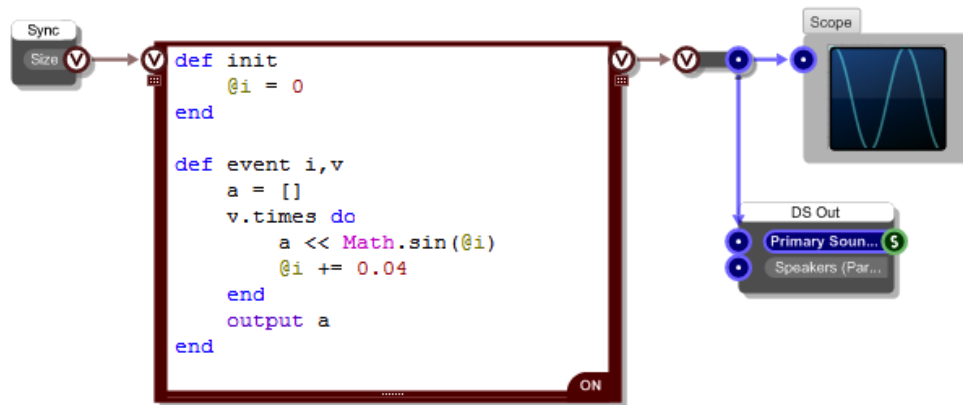 Sync
Size
V
V
def init
    @i = 0
end
def event i,v
    a = []
    v.times do
        a << Math.sin(@i)
        @i += 0.04
    end
    output a
end
ON
V
V
Scope
DS Out
Primary Soun... S
Speakers (Par...